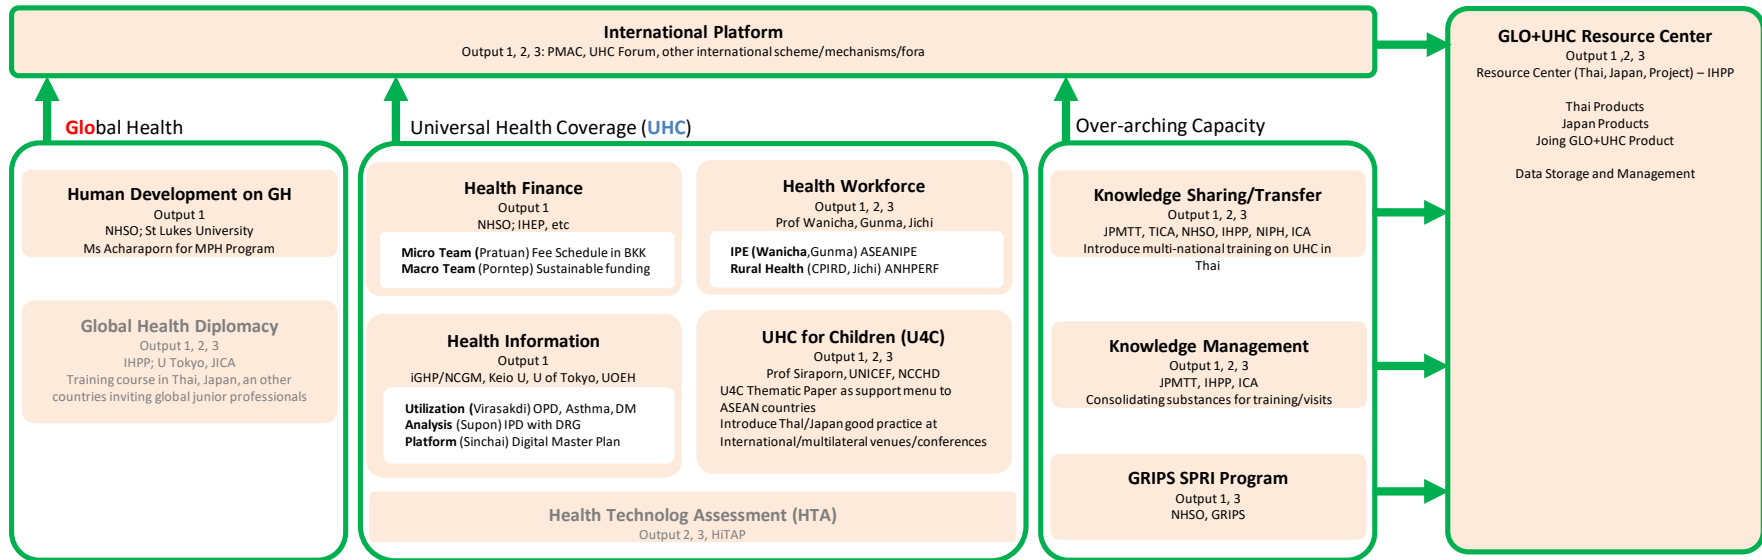 International Platform
Output 1, 2, 3: PMAC, UHC Forum, other international scheme/mechanisms/fora
GLO+UHC Resource Center
Output 1 ,2, 3
Resource Center (Thai, Japan, Project) – IHPP
Thai Products
Japan Products
Joing GLO+UHC Product
Data Storage and Management
Global Health
Human Development on GH
Output 1
NHSO; St Lukes University
Ms Acharaporn for MPH Program
Global Health Diplomacy
Output 1, 2, 3
IHPP; U Tokyo, JICA
Training course in Thai, Japan, an other
countries inviting global junior professionals
Universal Health Coverage (UHC)
Health Finance
Output 1
NHSO; IHEP, etc
Micro Team (Pratuan) Fee Schedule in BKK
Macro Team (Porntep) Sustainable funding
Health Workforce
Output 1, 2, 3
Prof Wanicha, Gunma, Jichi
IPE (Wanicha,Gunma) ASEANIPE
Rural Health (CPIRD, Jichi) ANHPERF
Health Information
Output 1
iGHP/NCGM, Keio U, U of Tokyo, UOEH
Utilization (Virasakdi) OPD, Asthma, DM
Analysis (Supon) IPD with DRG
Platform (Sinchai) Digital Master Plan
UHC for Children (U4C)
Output 1, 2, 3
Prof Siraporn, UNICEF, NCCHD
U4C Thematic Paper as support menu to
ASEAN countries
Introduce ThaI/Japan good practice at
International/multilateral venues/conferences
Health Technolog Assessment (HTA)
Output 2, 3, HiTAP
Over-arching Capacity
Knowledge Sharing/Transfer
Output 1, 2, 3
JPMTT, TICA, NHSO, IHPP, NIPH, ICA
Introduce multi-national training on UHC in
Thai
Knowledge Management
Output 1, 2, 3
JPMTT, IHPP, ICA
Consolidating substances for training/visits
GRIPS SPRI Program
Output 1, 3
NHSO, GRIPS